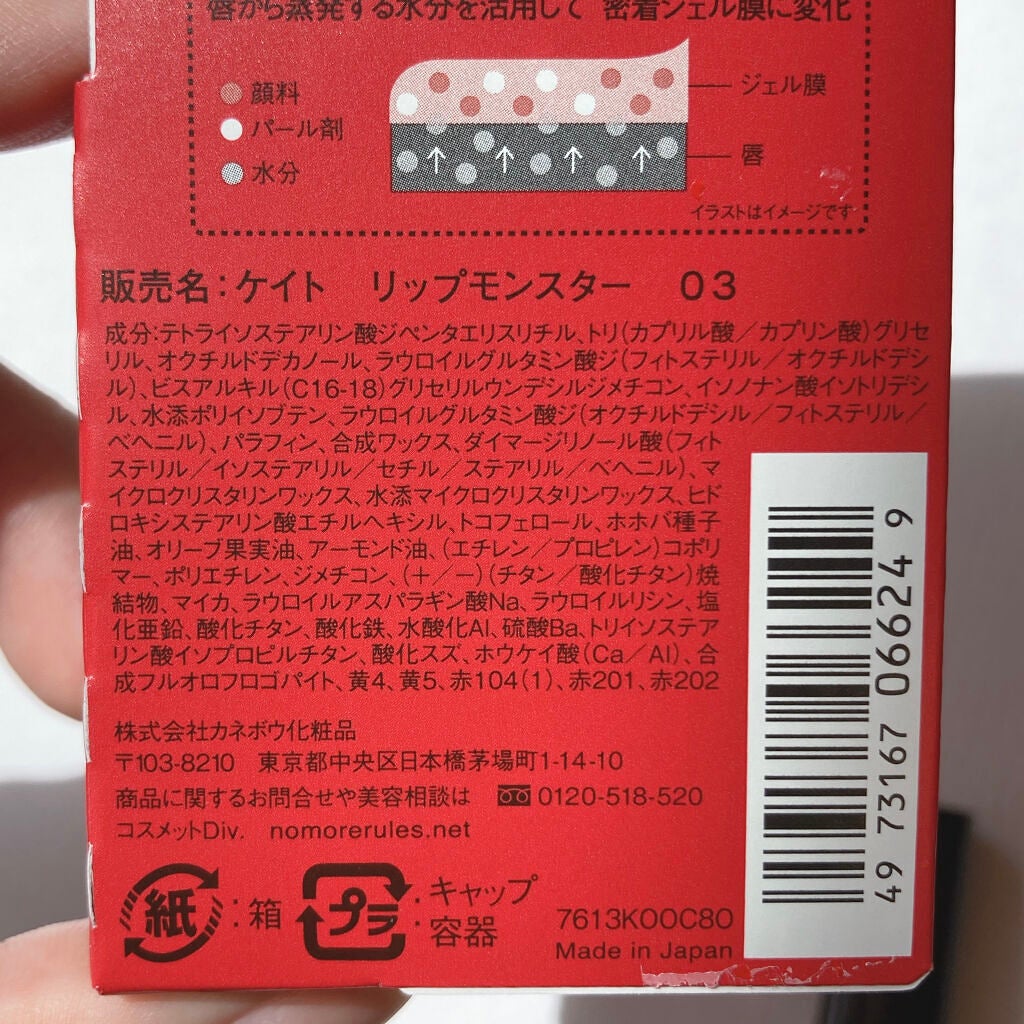 唇から蒸発する水分を活用して 密着ジェル膜に変化
顔料
パール剤
水分
ジェル膜
唇
イラストはイメージです
販売名:ケイト リップモンスター 03
成分:テトライソステアリン酸ジペンタエリスリチル、トリ(カプリル酸/カプリン酸)グリセ
リル、オクチルドデカノール、ラウロイルグルタミン酸ジ(フィトステリル/オクチルドデシ
ル)、ビスアルキル(C16-18)グリセリルウンデシルジメチコン、イソノナン酸イソトリデシ
ル、水添ポリイソブテン、ラウロイルグルタミン酸ジ(オクチルドデシル/フィトステリル/
ベヘニル)、パラフィン、合成ワックス、ダイマージリノール酸(フィト
ステリル/イソステアリル/セチル/ステアリル/ベヘニル)、マ
イクロクリスタリンワックス、水添マイクロクリスタリンワックス、ヒド
ロキシステアリン酸エチルヘキシル、トコフェロール、ホホバ種子
油、オリーブ果実油、アーモンド油、(エチレン/プロピレン)コポリ
マー、ポリエチレン、ジメチコン、(+/-)(チタン/酸化チタン)焼
結物、マイカ、ラウロイルアスパラギン酸Na、ラウロイルリシン、塩
化亜鉛、酸化チタン、酸化鉄、水酸化Al、硫酸Ba、トリイソステア
リン酸イソプロピルチタン、酸化スズ、ホウケイ酸(Ca/Al)、合
成フルオロフロゴパイト、黄4、黄5、赤104(1)、赤201、赤202
株式会社カネボウ化粧品
〒103-8210 東京都中央区日本橋茅場町1-14-10
商品に関するお問合せや美容相談は 0120-518-520
コスメットDiv. nomorerules.net
紙:箱
プラ:キャップ
:容器
7613K00C80
Made in Japan
49 73167 06624 9